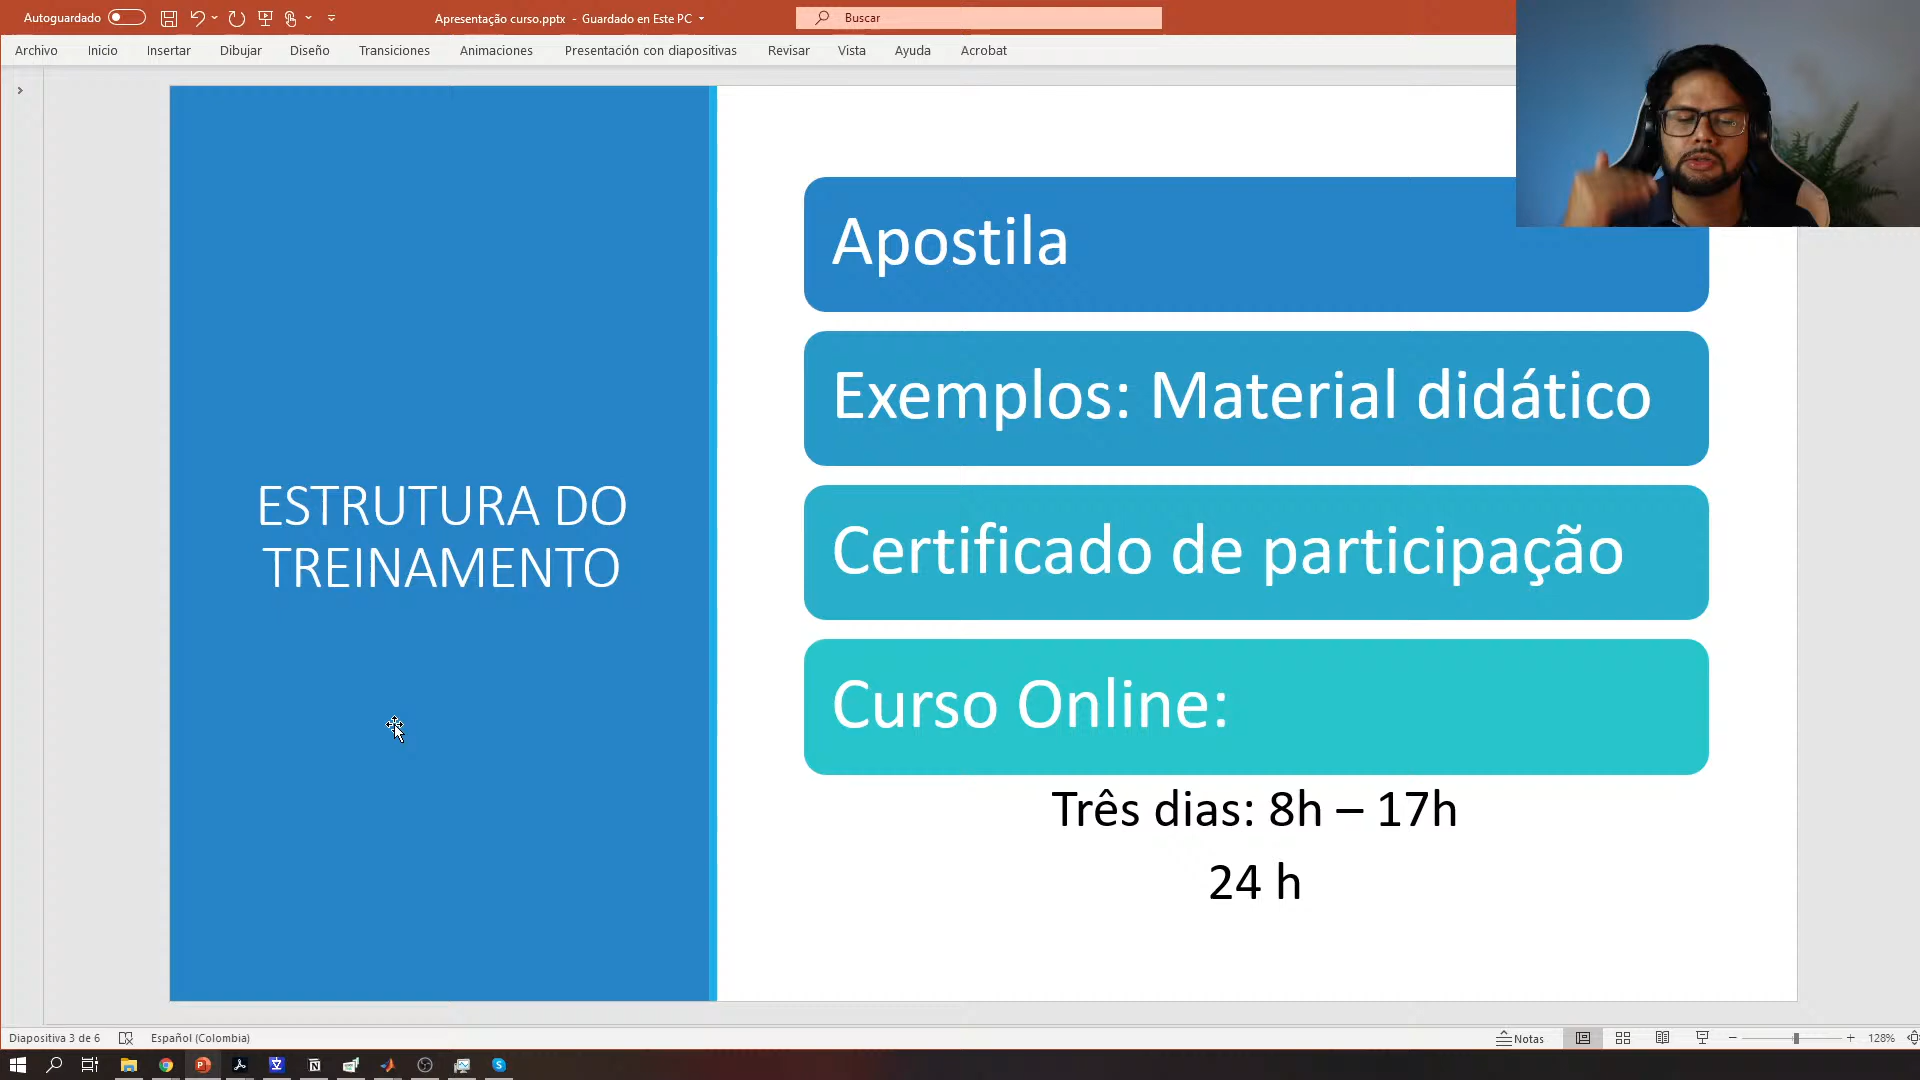 Autoguardado
Apresentação curso.pptx - Guardado en Este PC
Buscar
Archivo Inicio Insertar Dibujar Diseño Transiciones Animaciones Presentación con diapositivas Revisar Vista Ayuda Acrobat
ESTRUTURA DO
TREINAMENTO
Apostila
Exemplos: Material didático
Certificado de participação
Curso Online:
Três dias: 8h – 17h
24 h
Diapositiva 3 de 6 Español (Colombia) Notas 128%